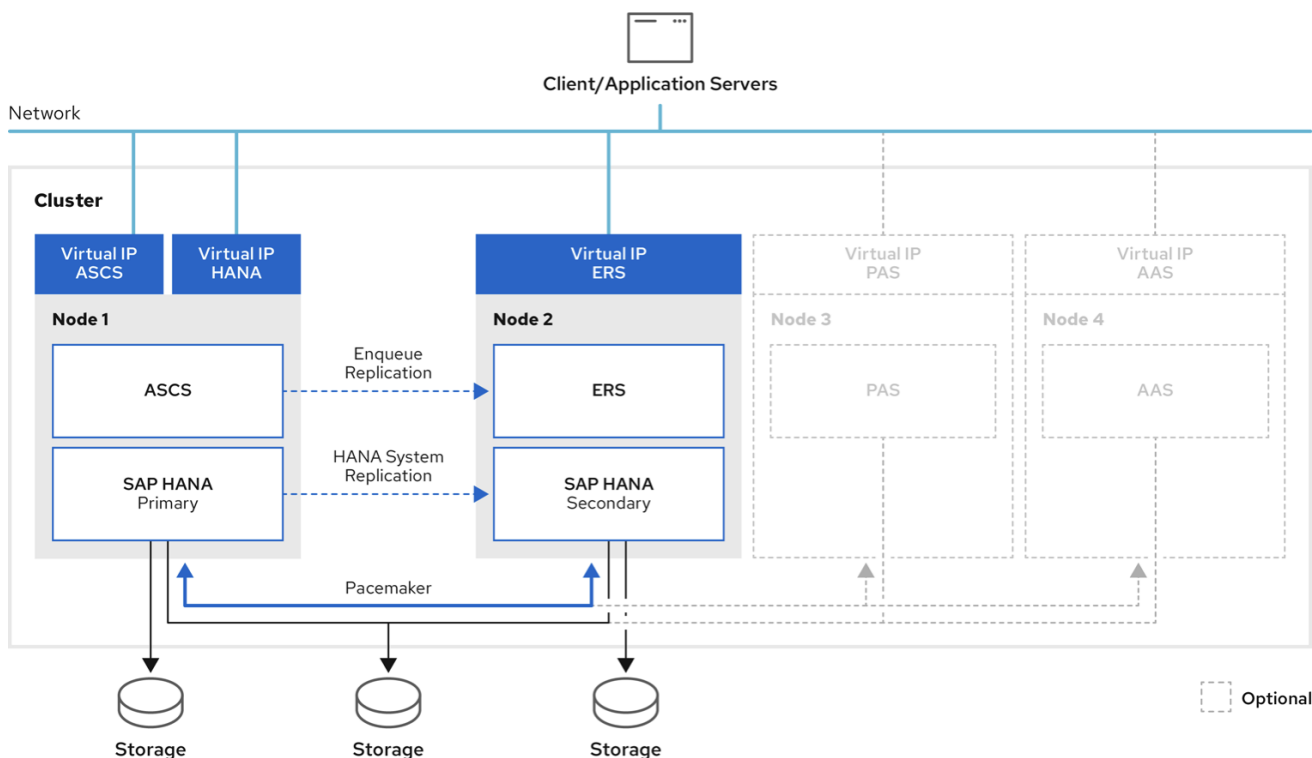 Client/Application Servers
Network
Cluster
Virtual IP
ASCS
Virtual IP
HANA
Virtual IP
ERS
Virtual IP
PAS
Virtual IP
AAS
Node 1
Node 2
Node 3
Node 4
ASCS
Enqueue
Replication
ERS
PAS
AAS
SAP HANA
Primary
HANA System
Replication
SAP HANA
Secondary
Pacemaker
Storage
Storage
Storage
Optional